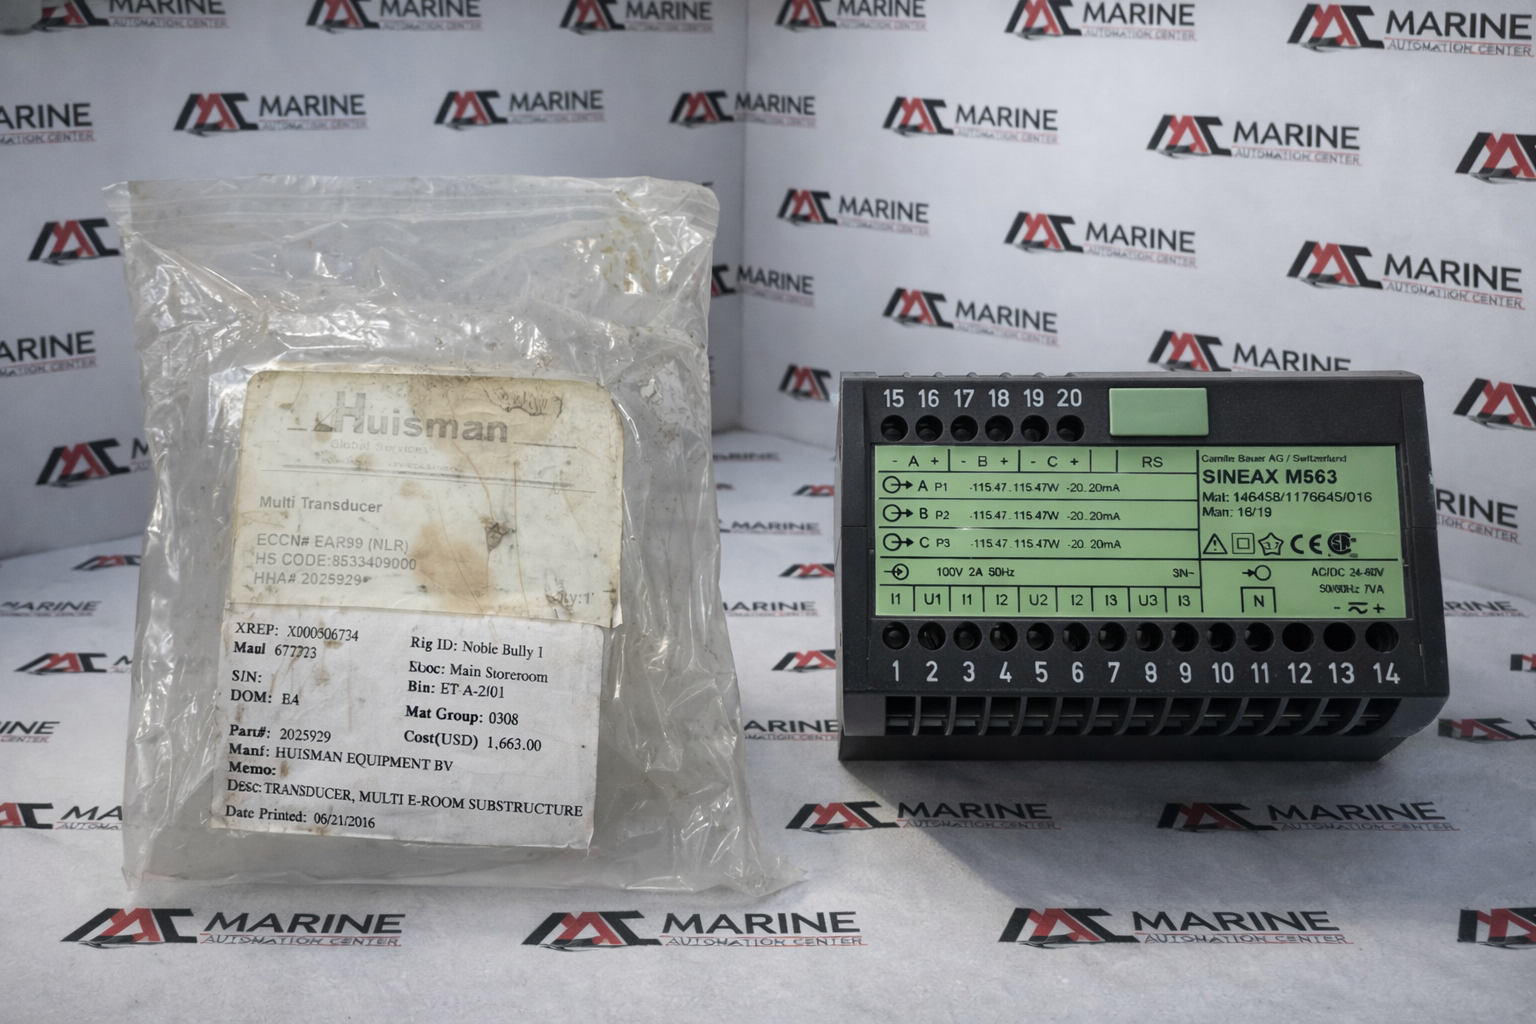 MARINE
AUTOMATION CENTER
Huisman
Global Services
Multi Transducer
ECCN# EAR99 (NLR)
HS CODE:8533409000
HHA# 2025929
XREP: X000506734
Maul 677323
S/N:
DOM: EA
Part#: 2025929
Manf: HUISMAN EQUIPMENT BV
Memo:
Desc: TRANSDUCER, MULTI E-ROOM SUBSTRUCTURE
Date Printed: 06/21/2016
Rig ID: Noble Bully 1
Main Storeroom
Bin: ET-A-2f01
Mat Group: 0308
Cost(USD) 1,663.00
15 16 17 18 19 20
- A + - B + - C + RS
A P1 -115.47..115.47W -20..20mA
B P2 -115.47..115.47W -20..20mA
C P3 -115.47..115.47W -20..20mA
100V 2A 50Hz 3N~
I1 U1 I1 I2 U2 I2 I3 U3 I3 N
Camille Bauer AG / Switzerland
SINEAX M563
Mat: 146458/1176645/016
Man: 16/19
CE
AC/DC
50/60Hz 7VA
- +
1 2 3 4 5 6 7 8 9 10 11 12 13 14